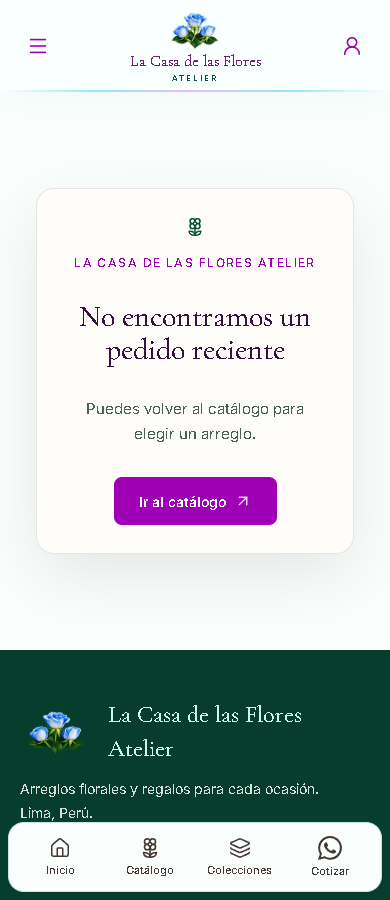 La Casa de las Flores
ATELIER
LA CASA DE LAS FLORES ATELIER
No encontramos un
pedido reciente
Puedes volver al catálogo para
elegir un arreglo.
Ir al catálogo
La Casa de las Flores
Atelier
Arreglos florales y regalos para cada ocasión.
Lima, Perú.
Inicio
Catálogo
Colecciones
Cotizar